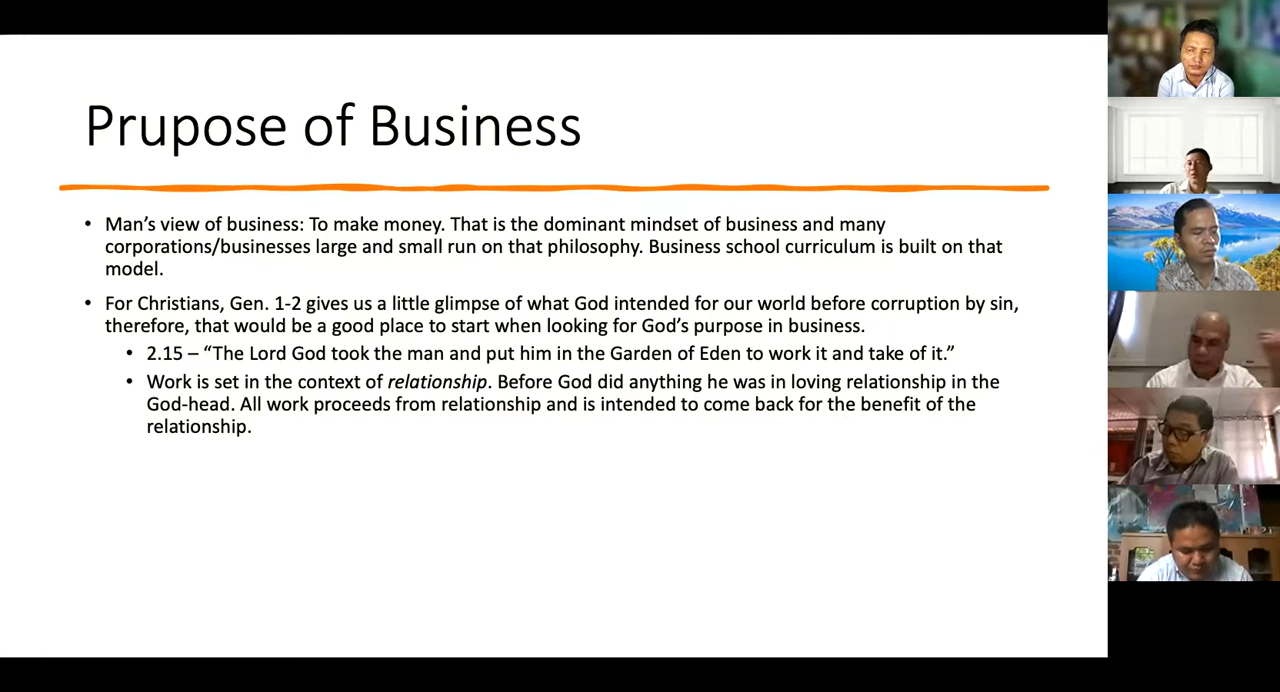 Prupose of Business
• Man’s view of business: To make money. That is the dominant mindset of business and many
corporations/businesses large and small run on that philosophy. Business school curriculum is built on that
model.
• For Christians, Gen. 1-2 gives us a little glimpse of what God intended for our world before corruption by sin,
therefore, that would be a good place to start when looking for God’s purpose in business.
• 2.15 – “The Lord God took the man and put him in the Garden of Eden to work it and take of it.”
• Work is set in the context of relationship. Before God did anything he was in loving relationship in the
God-head. All work proceeds from relationship and is intended to come back for the benefit of the
relationship.